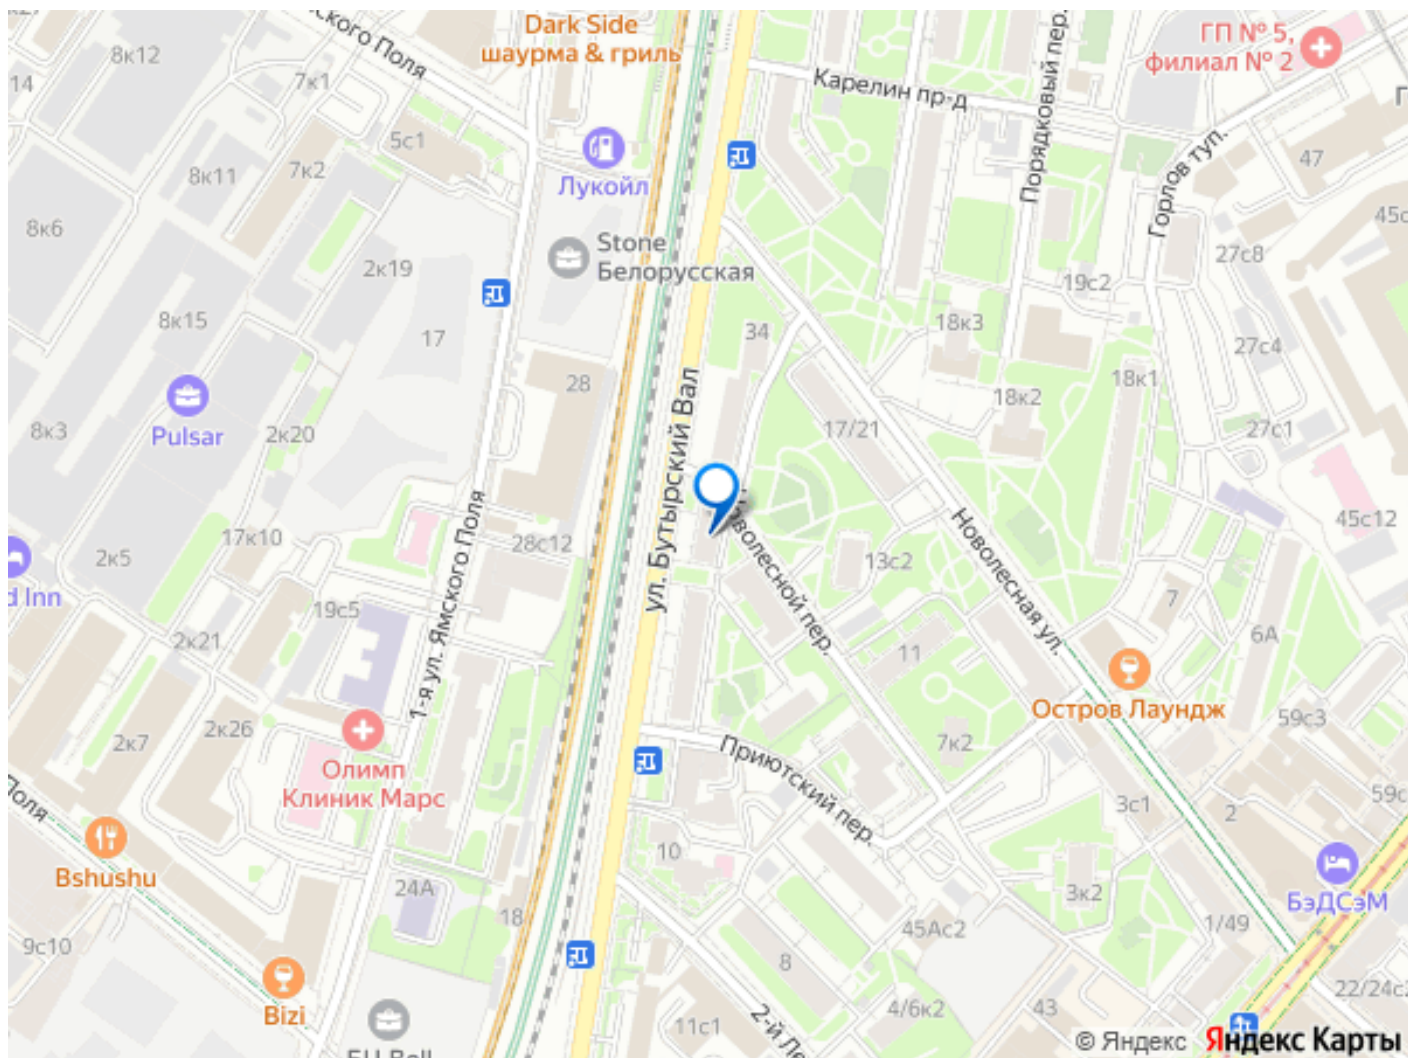 Dark Side
шаурма & гриль
ГП № 5,
филиал № 2
8к12
14
7к1
ского Поля
Карелин пр-д
Порядковый пер.
Горлов туп.
47
5с1
7к2
8к11
Лукойл
8к6
Stone
Белорусская
2к19
27с8
19с2
8к15
17
34
18к3
27с4
28
18к1
18к2
Pulsar
8к3
2к20
17/21
27с1
ул. Бутырский Вал
1-я ул. Ямского Поля
Новолесная ул.
45с12
17к10
28с12
2к5
13с2
d Inn
19с5
волесной пер.
7
2к21
6А
11
Остров Лаундж
59с3
2к26
2к7
7к2
Приютский пер.
Олимп
Клиник Марс
Поля
3с1
2
Bshushu
10
24А
3к2
БэДСэМ
18
45Ас2
1/49
9с10
8
22/24с2
Bizi
4/6к2
43
11с1
© Яндекс Яндекс Карты